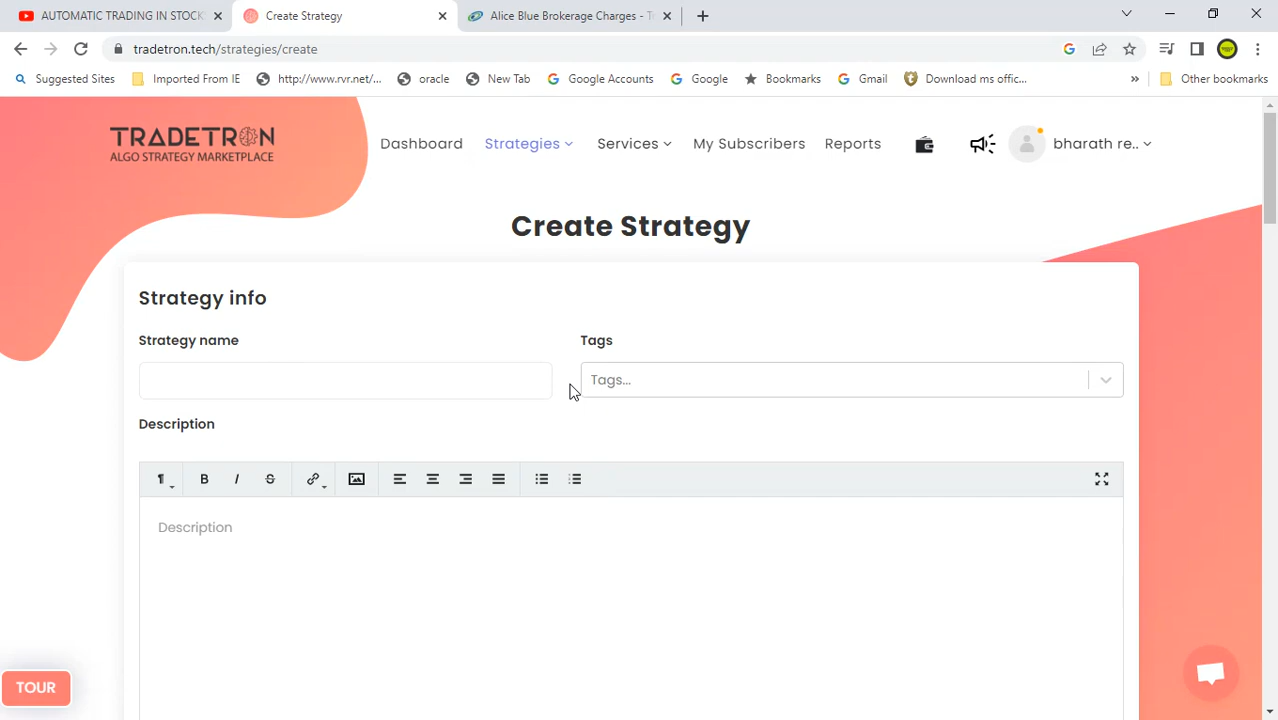 AUTOMATIC TRADING IN STOCK
Create Strategy
Alice Blue Brokerage Charges - T
tradetron.tech/strategies/create
Suggested Sites
Imported From IE
http://www.rvr.net/...
oracle
New Tab
Google Accounts
Google
Bookmarks
Gmail
Download ms offic...
Other bookmarks
TRADETRON
ALGO STRATEGY MARKETPLACE
Dashboard
Strategies
Services
My Subscribers
Reports
bharath re..
Create Strategy
Strategy info
Strategy name
Tags
Tags...
Description
B I S
Description
TOUR